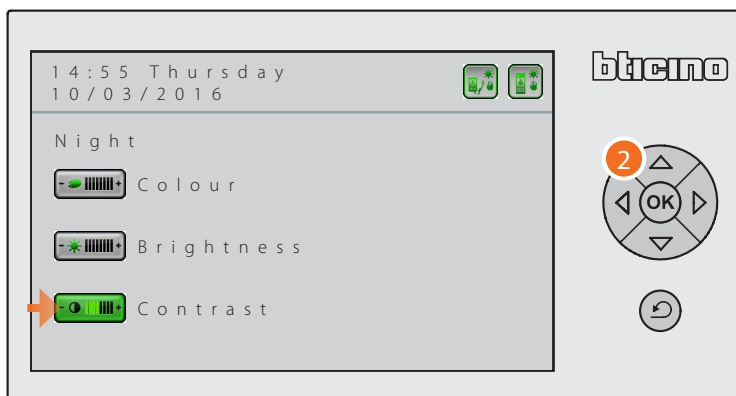 14:55 Thursday
10/03/2016
bticino
Night
Colour
Brightness
Contrast
2
OK